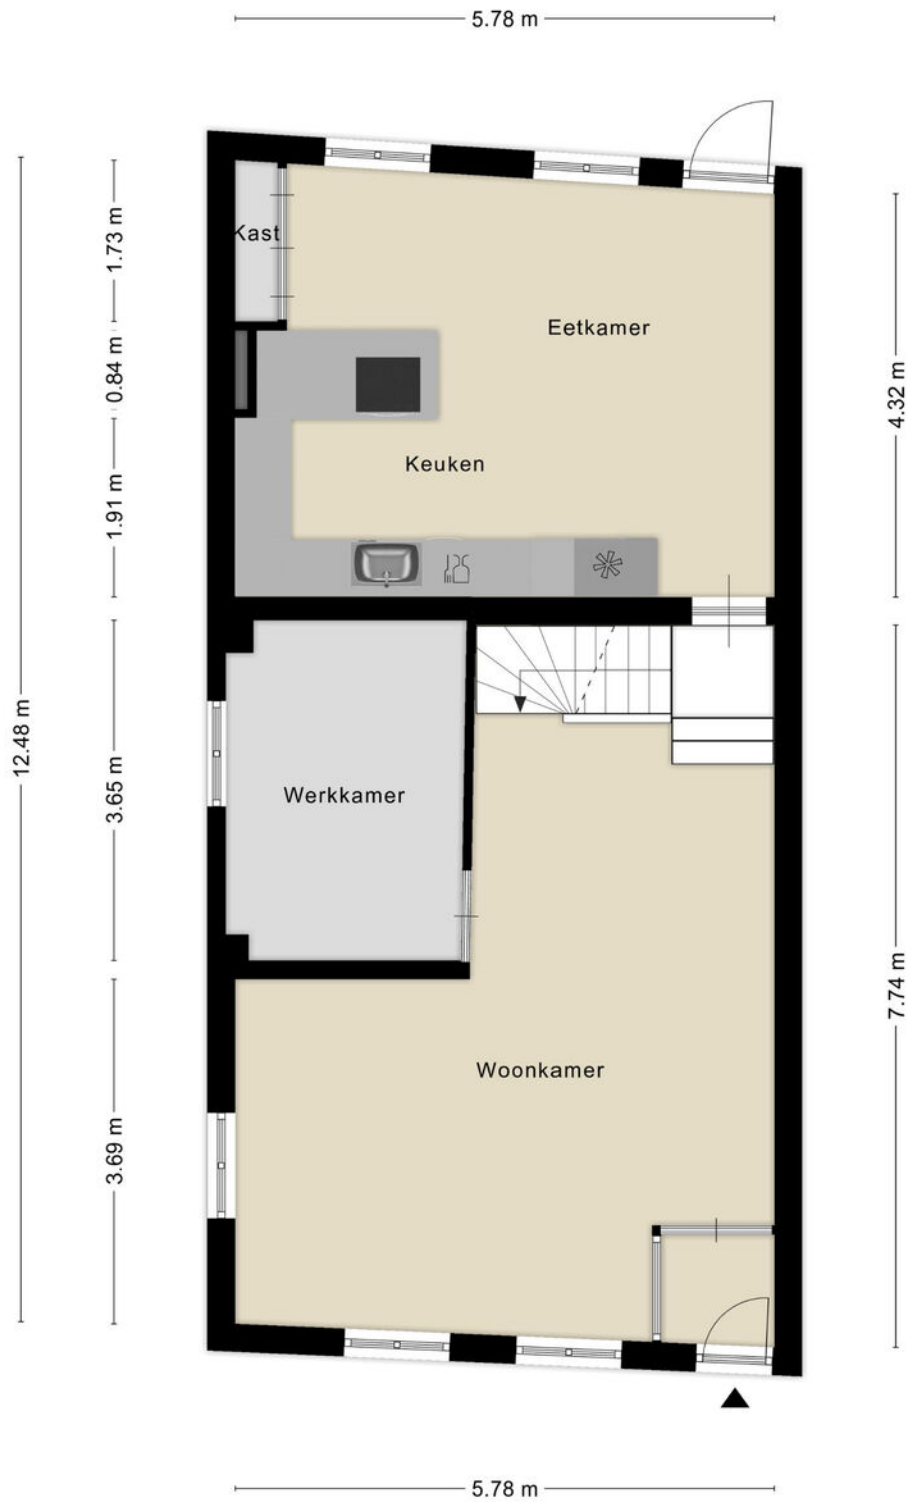 5.78 m
Kast
1.73 m
Eetkamer
0.84 m
4.32 m
Keuken
1.91 m
12.48 m
3.65 m
Werkkamer
7.74 m
Woonkamer
3.69 m
5.78 m